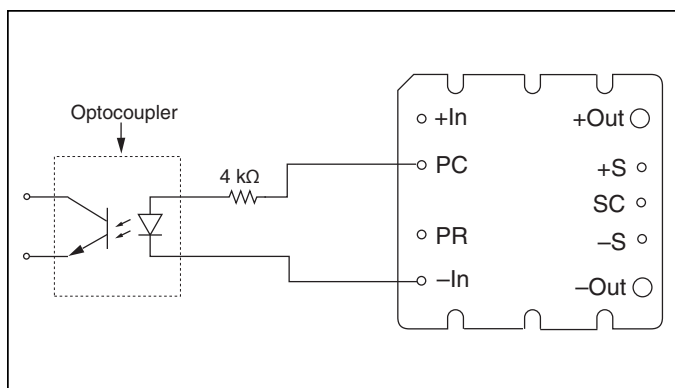 Optocoupler
4 kΩ
+In
PC
PR
–In
+Out
+S
SC
–S
–Out